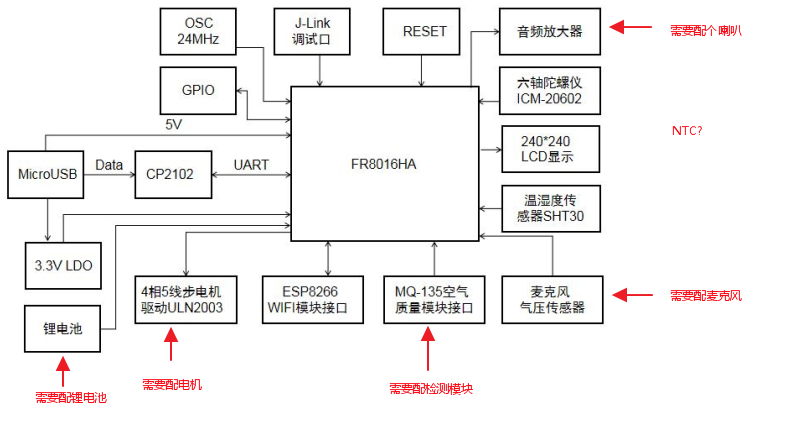 OSC
24MHz
J-Link
调试口
RESET
音频放大器
需要配个喇叭
GPIO
六轴陀螺仪
ICM-20602
5V
NTC?
FR8016HA
240*240
LCD显示
MicroUSB
Data
CP2102
UART
温湿度传
感器SHT30
3.3V LDO
4相5线步电机
驱动ULN2003
ESP8266
WIFI模块接口
MQ-135空气
质量模块接口
麦克风
气压传感器
需要配麦克风
锂电池
需要配锂电池
需要配电机
需要配检测模块